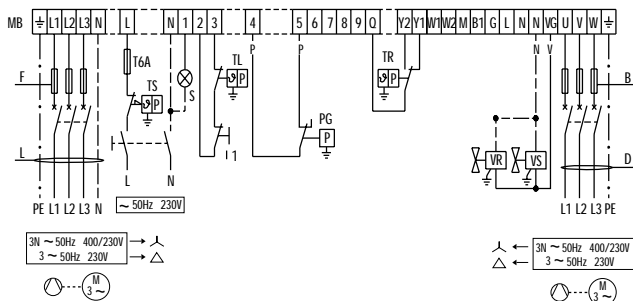 MB L1 L2 L3 N L N 1 2 3 4 5 6 7 8 9 Q Y2 Y1 W1 W2 M B1 G L N N VG U V W
P P N V
F T6A TL TR B
ϑ P
TS S
ϑ P
ϑ P
PG
P
I 1
VR VS
L L N D
PE L1 L2 L3 N
~ 50Hz 230V
L1 L2 L3 PE
3N ~ 50Hz 400/230V
3 ~ 50Hz 230V
3N ~ 50Hz 400/230V
3 ~ 50Hz 230V
M
3 ~
M
3 ~